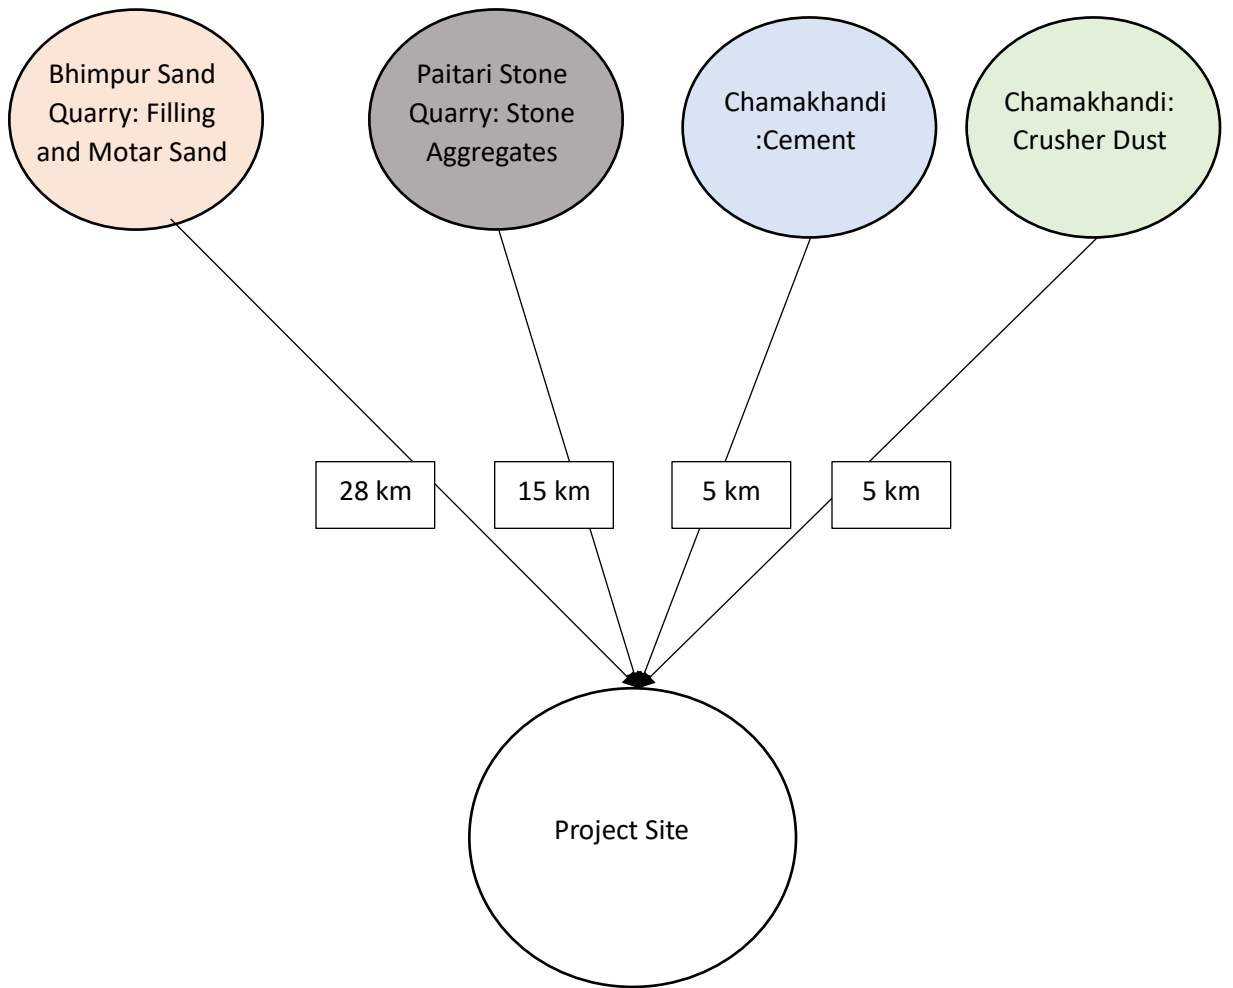 Bhimpur Sand
Quarry: Filling
and Motar Sand
Paitari Stone
Quarry: Stone
Aggregates
Chamakhandi
:Cement
Chamakhandi:
Crusher Dust
28 km
15 km
5 km
5 km
Project Site